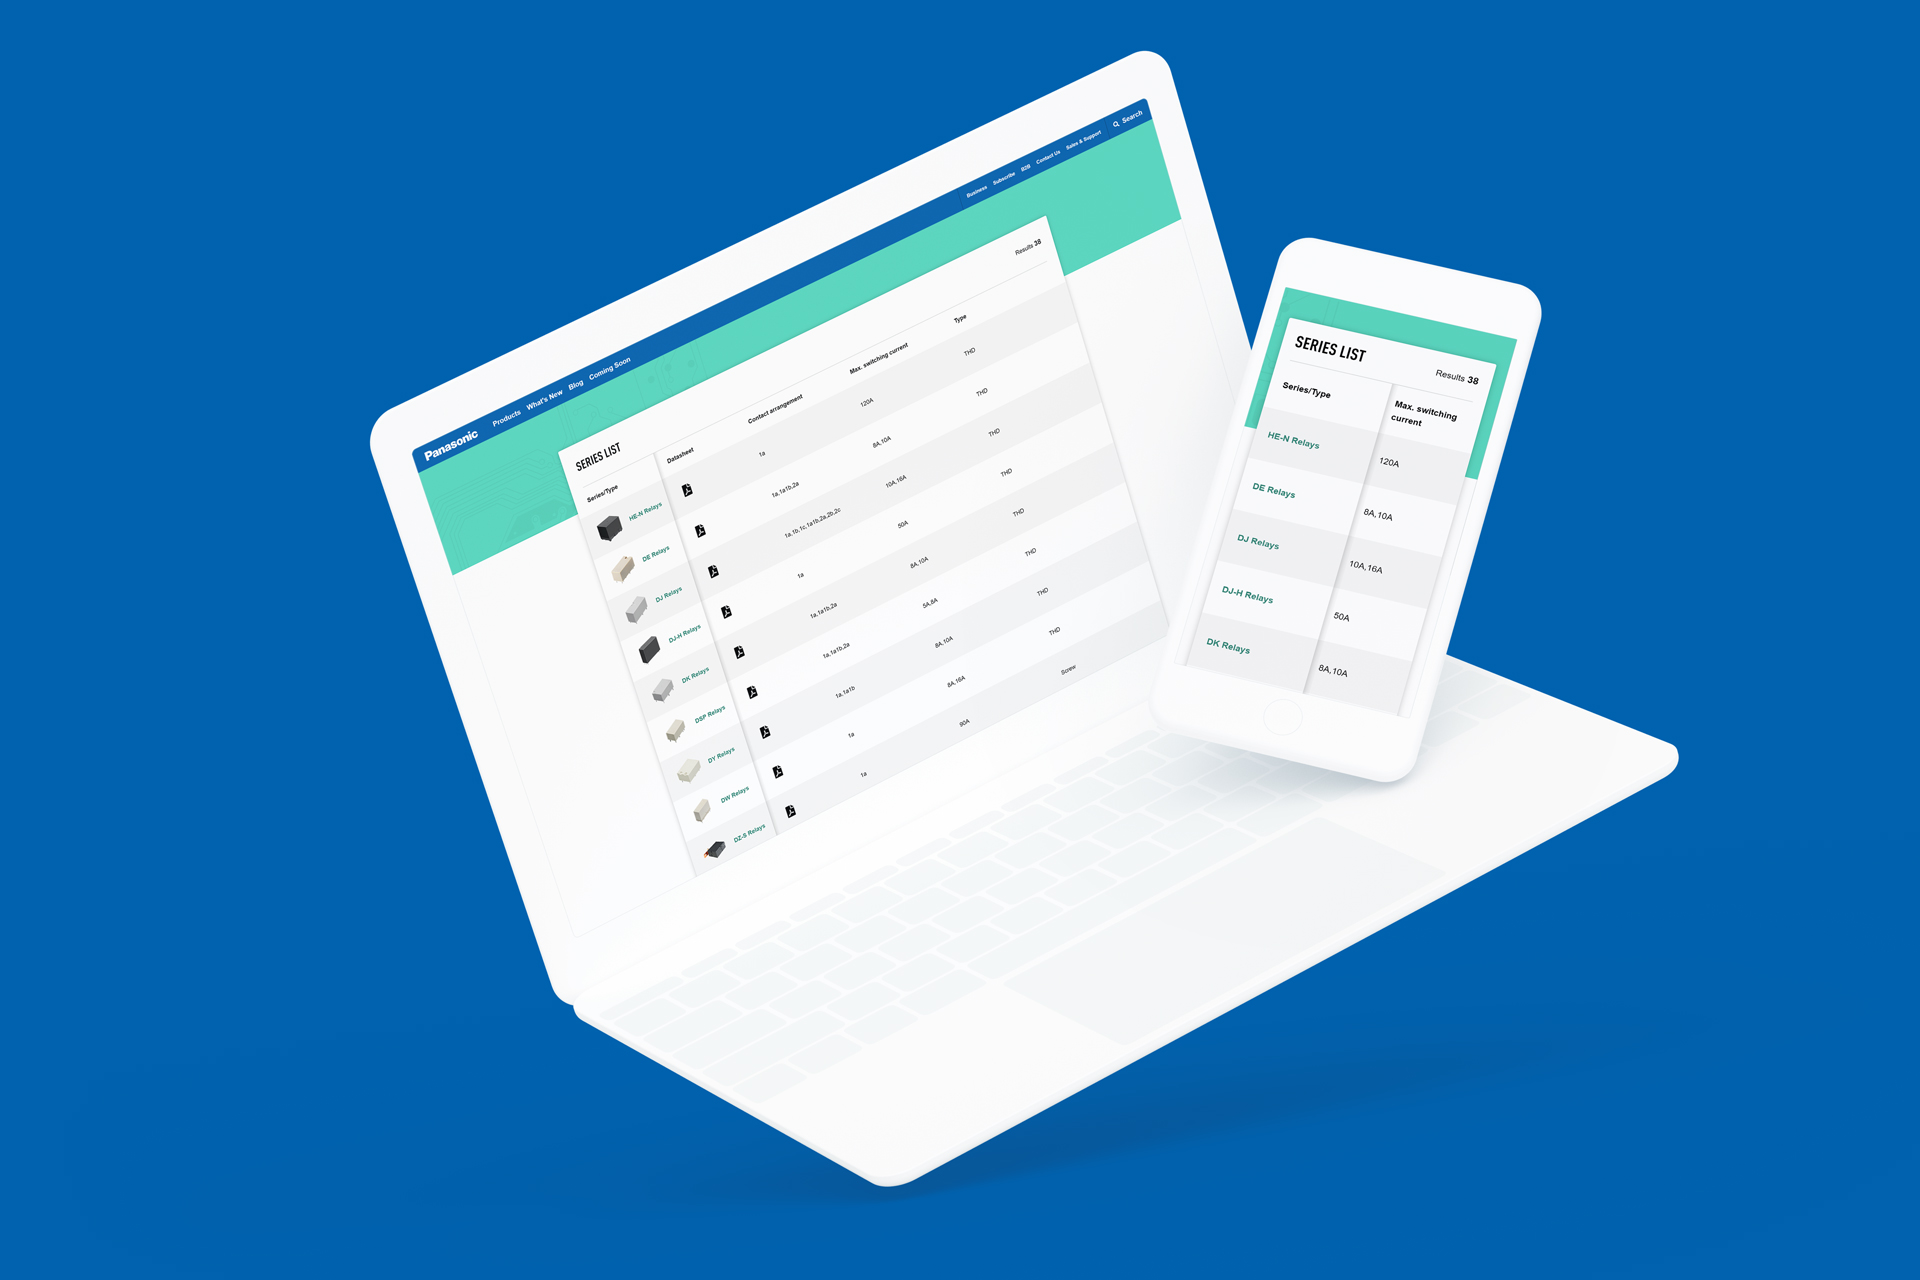 Panasonic Products What's New Blog Coming Soon
Business Subscribe B2B Contact Us Sales & Support Search
SERIES LIST
Results 38
Series/Type Datasheet Contact arrangement Max. switching current Type
HE-N Relays 1a 120A THD
DE Relays 1a,1a1b,2a 8A,10A THD
DJ Relays 1a,1b,1c,1a1b,2a,2b,2c 10A,16A THD
DJ-H Relays 1a 50A THD
DK Relays 1a,1a1b,2a 8A,10A THD
DSP Relays 1a,1a1b,2a 5A,8A THD
DY Relays 1a,1a1b 8A,10A THD
DW Relays 1a 8A,16A THD
DZ-S Relays 1a 90A Screw
SERIES LIST
Results 38
Series/Type Max. switching
current
HE-N Relays 120A
DE Relays 8A,10A
DJ Relays 10A,16A
DJ-H Relays 50A
DK Relays 8A,10A